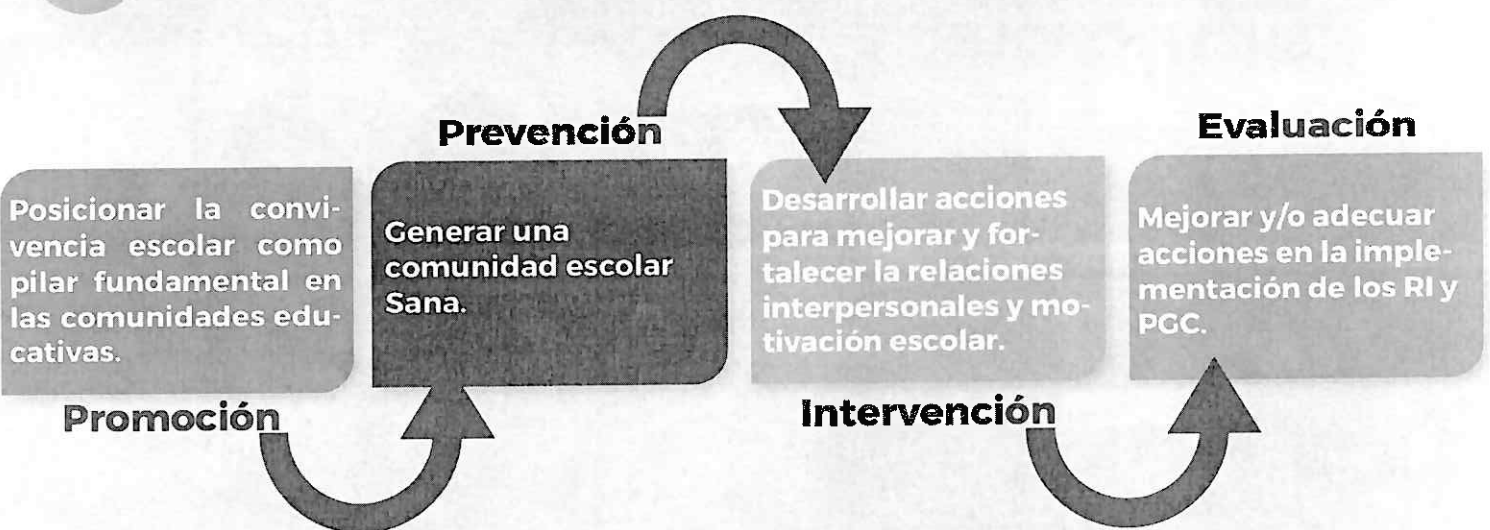 Posicionar la convi-
vencia escolar como
pilar fundamental en
las comunidades edu-
cativas.
Promoción
Prevención
Generar una
comunidad escolar
Sana.
Desarrollar acciones
para mejorar y for-
talecer la relaciones
interpersonales y mo-
tivación escolar.
Intervención
Evaluación
Mejorar y/o adecuar
acciones en la imple-
mentación de los RI y
PGC.